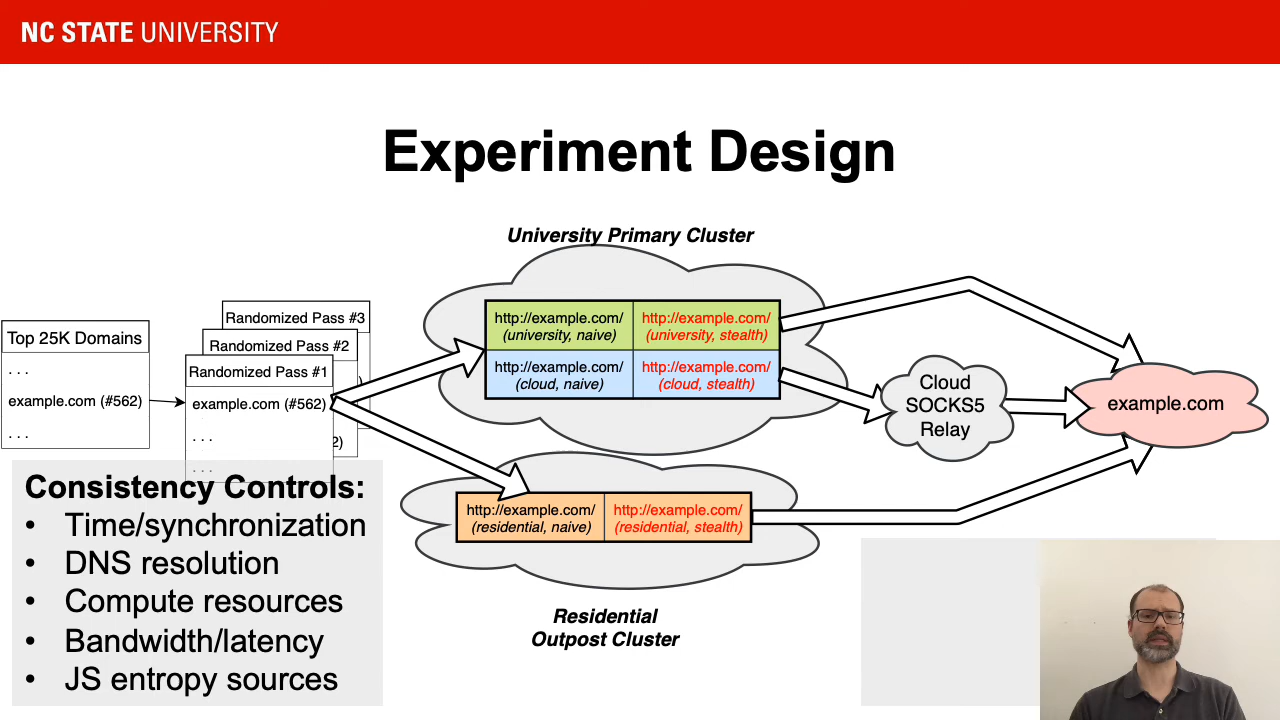 NC STATE UNIVERSITY
Experiment Design
University Primary Cluster
Top 25K Domains
. . .
example.com (#562)
. . .
Randomized Pass #3
Randomized Pass #2
Randomized Pass #1
example.com (#562)
. . .
. . .
)
2)
http://example.com/
(university, naive)
http://example.com/
(university, stealth)
http://example.com/
(cloud, naive)
http://example.com/
(cloud, stealth)
Cloud
SOCKS5
Relay
example.com
http://example.com/
(residential, naive)
http://example.com/
(residential, stealth)
Residential
Outpost Cluster
Consistency Controls:
• Time/synchronization
• DNS resolution
• Compute resources
• Bandwidth/latency
• JS entropy sources